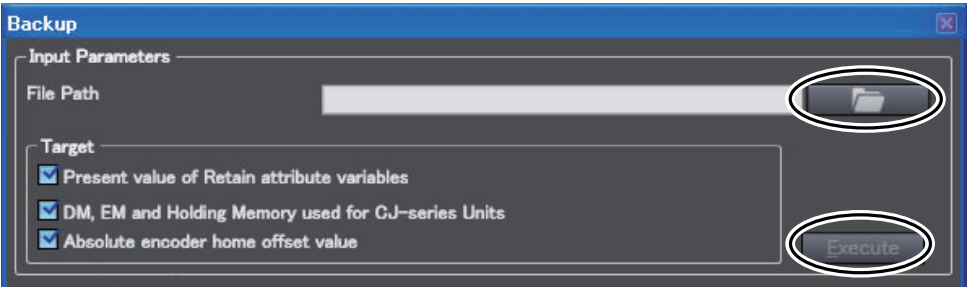 Backup
Input Parameters
File Path
Target
Present value of Retain attribute variables
DM, EM and Holding Memory used for CJ-series Units
Absolute encoder home offset value
Execute